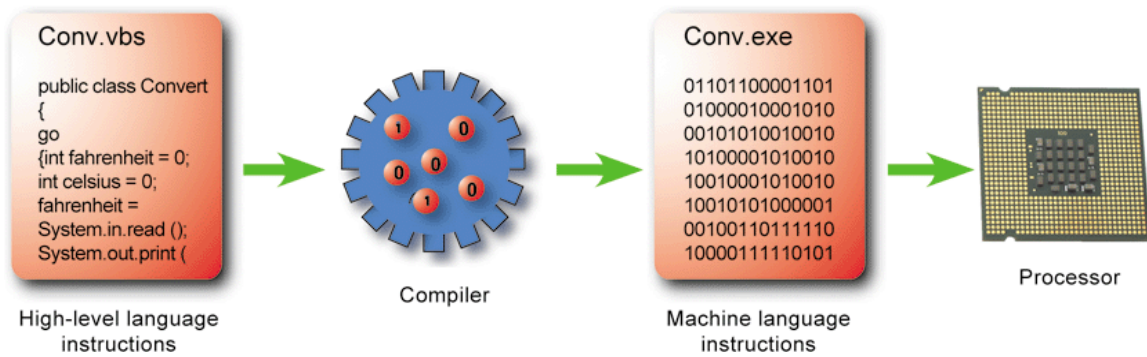 Conv.vbs
public class Convert
{
go
{int fahrenheit = 0;
int celsius = 0;
fahrenheit =
System.in.read ();
System.out.print (
High-level language
instructions
1
0
0
0
0
1
Compiler
Conv.exe
01101100001101
01000010001010
00101010010010
10100001010010
10010001010010
10010101000001
00100110111110
10000111110101
Machine language
instructions
Processor